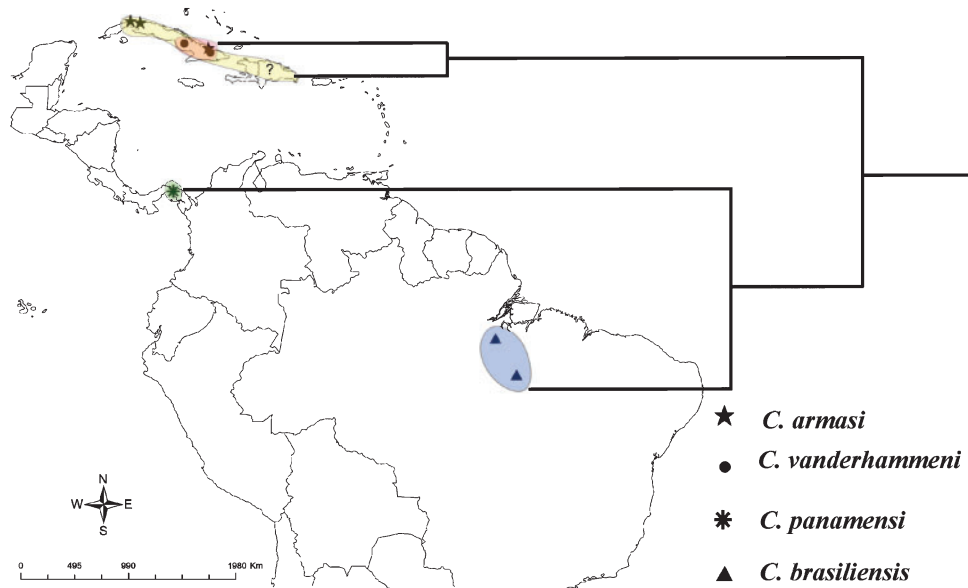 ?
C. armasi
C. vanderhammeni
C. panamensi
C. brasiliensis
N
W E
S
0 495 990 1980 Km